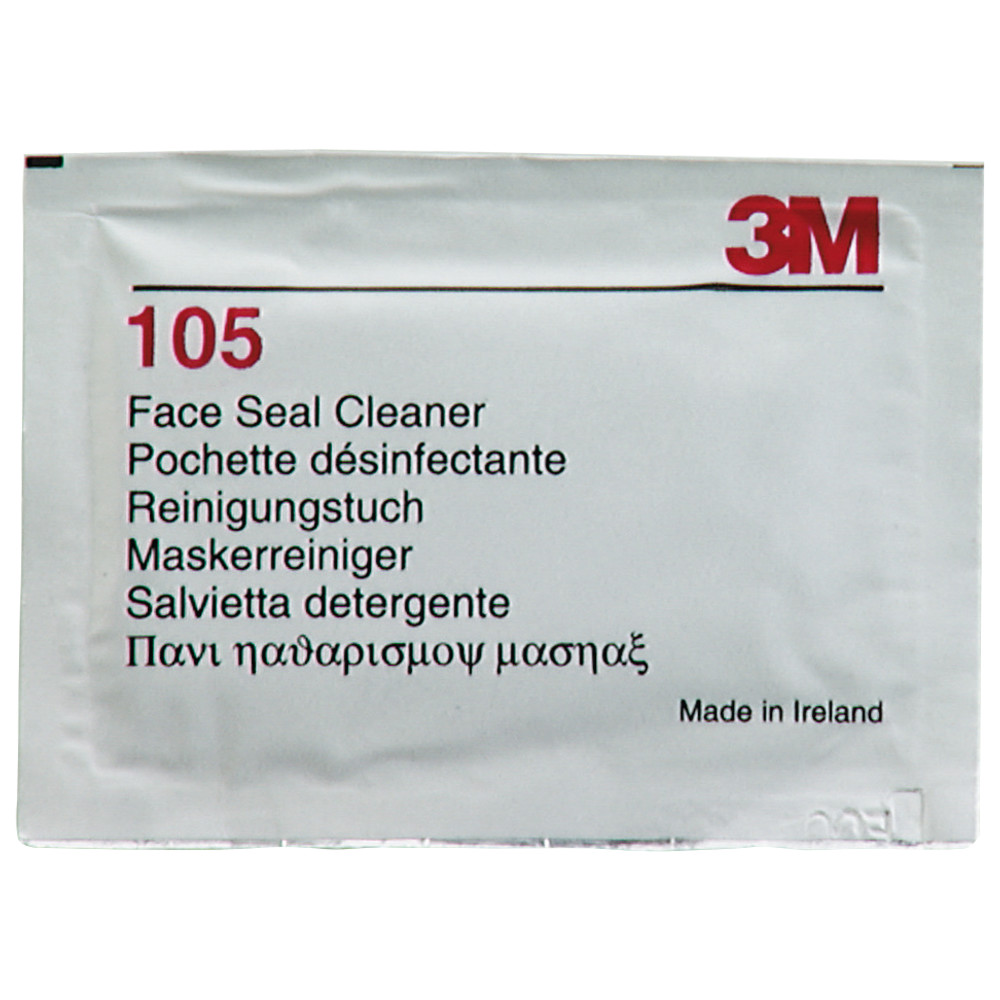 3M
105
Face Seal Cleaner
Pochette désinfectante
Reinigungstuch
Maskerreiniger
Salvietta detergente
Πανι ηαϑαρισμοψ μασηαξ
Made in Ireland